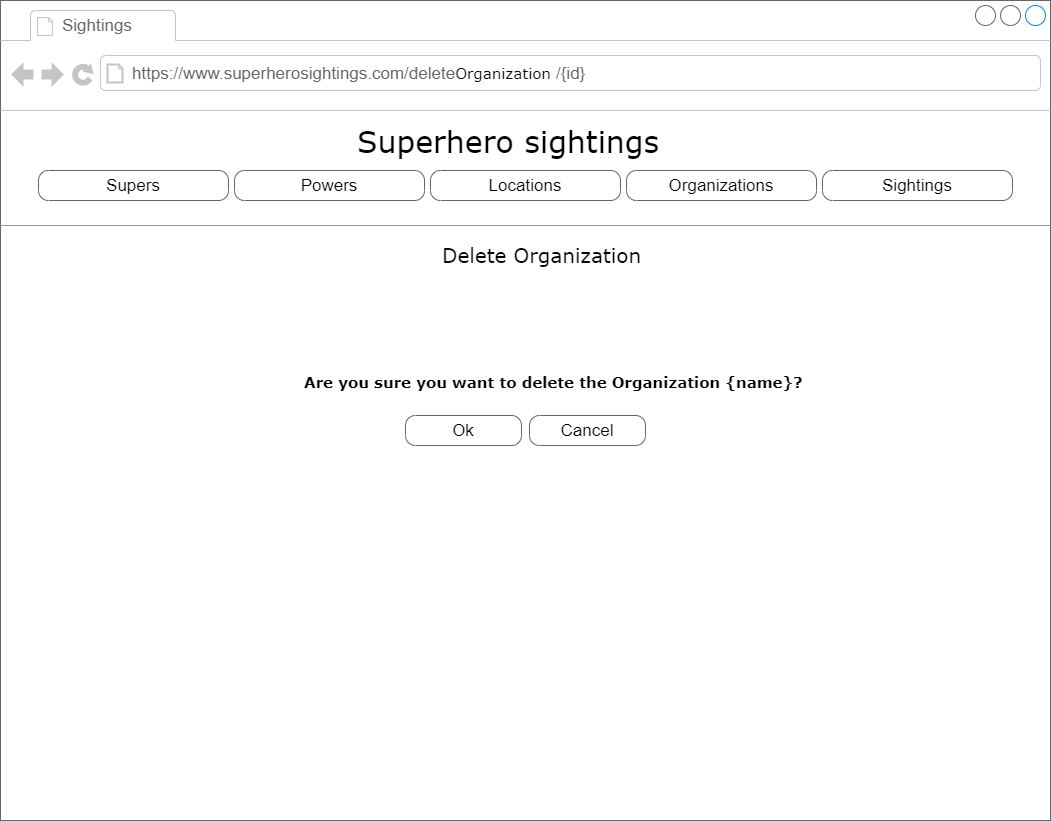 Sightings
https://www.superherosightings.com/deleteOrganization /{id}
Superhero sightings
Supers Powers Locations Organizations Sightings
Delete Organization
Are you sure you want to delete the Organization {name}?
Ok Cancel